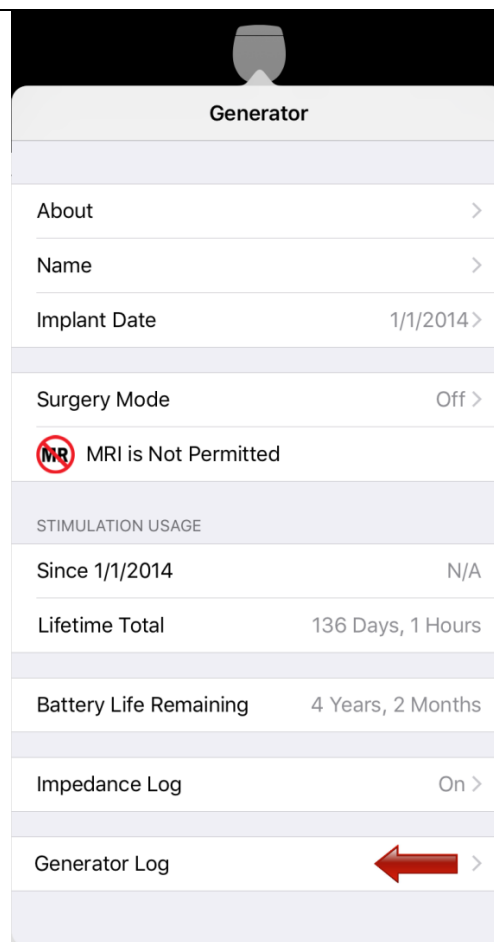 Generator
About
Name
Implant Date 1/1/2014
Surgery Mode Off
MR MRI is Not Permitted
STIMULATION USAGE
Since 1/1/2014 N/A
Lifetime Total 136 Days, 1 Hours
Battery Life Remaining 4 Years, 2 Months
Impedance Log On
Generator Log